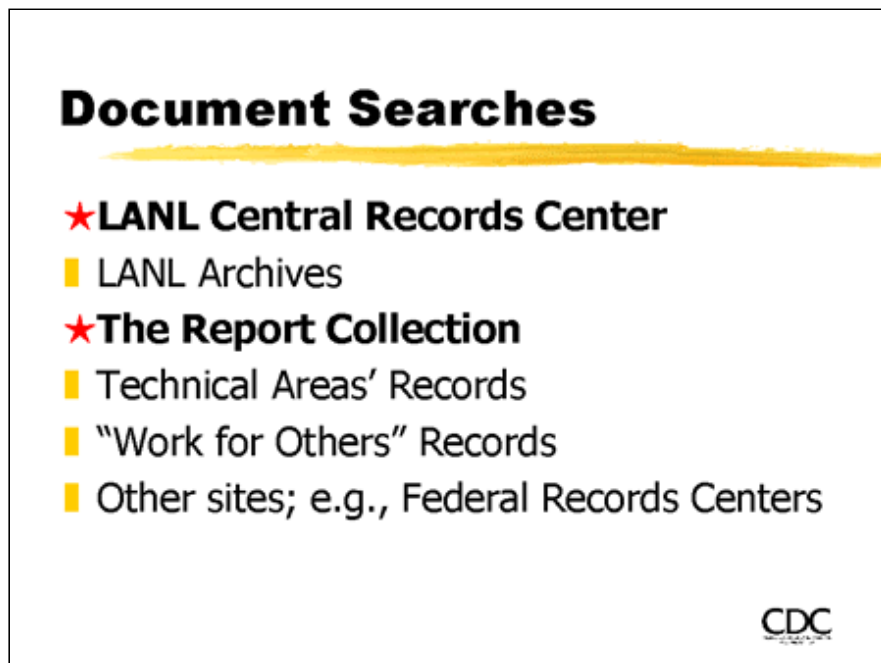 Document Searches
★LANL Central Records Center
LANL Archives
★The Report Collection
Technical Areas’ Records
“Work for Others” Records
Other sites; e.g., Federal Records Centers
CDC